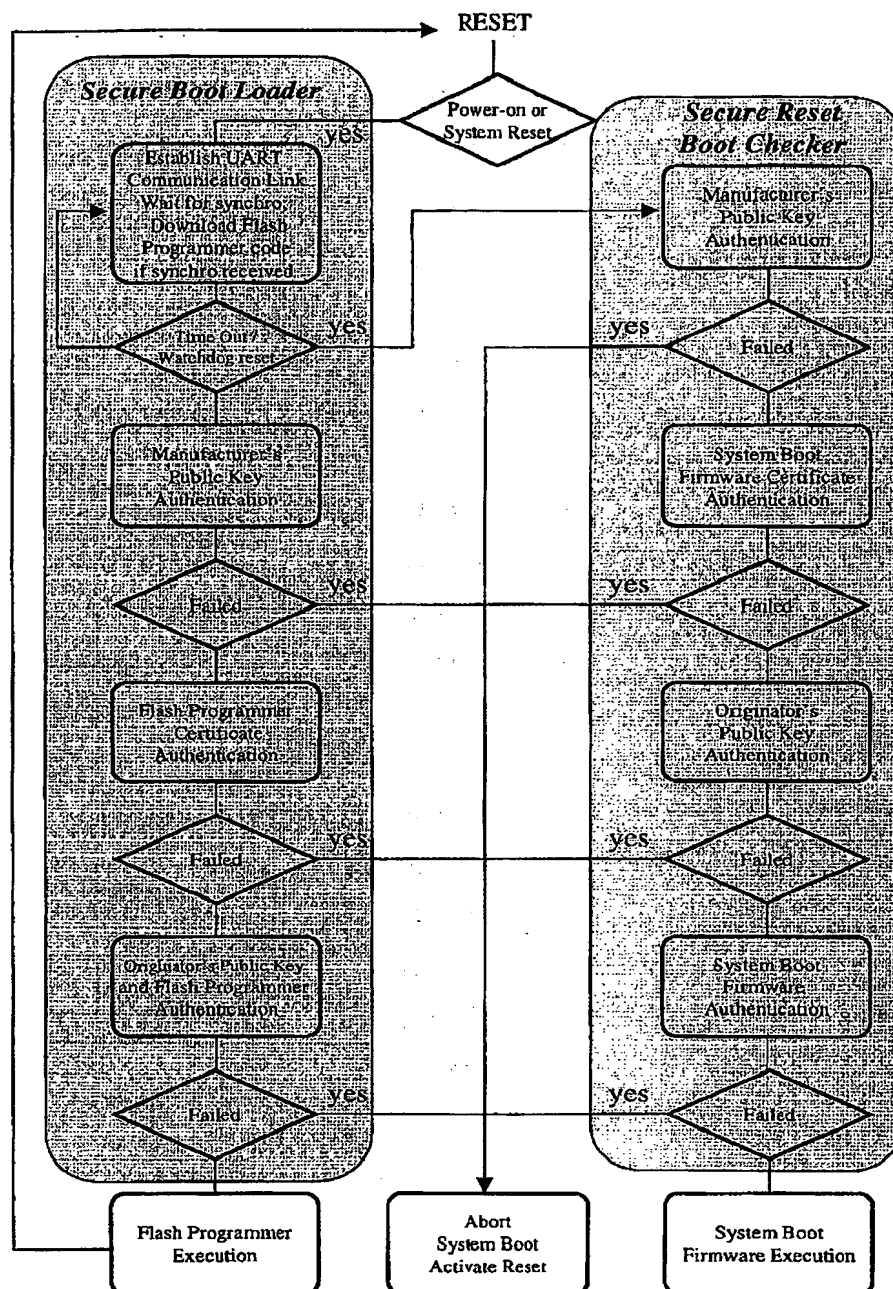 RESET
Power-on or
System Reset
yes
Secure Boot Loader
Establish UART
Communication Link
Wait for synchro,
Download Flash
Programmer code
if synchro received
Time Out /
Watchdog reset
yes
Manufacturer's
Public Key
Authentication
Failed
yes
Flash Programmer
Certificate
Authentication
Failed
yes
Originator's Public Key
and Flash Programmer
Authentication
Failed
yes
Flash Programmer
Execution
Secure Reset
Boot Checker
Manufacturer's
Public Key
Authentication
yes
Failed
System Boot
Firmware Certificate
Authentication
yes
Failed
Originator's
Public Key
Authentication
yes
Failed
System Boot
Firmware
Authentication
yes
Failed
Abort
System Boot
Activate Reset
System Boot
Firmware Execution